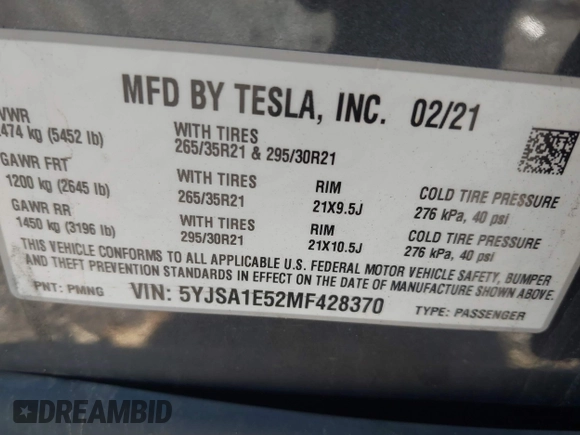 MFD BY TESLA, INC. 02/21
VWR
2474 kg (5452 lb)
WITH TIRES
265/35R21 & 295/30R21
GAWR FRT
1200 kg (2645 lb)
WITH TIRES
265/35R21
RIM
21X9.5J
COLD TIRE PRESSURE
276 kPa, 40 psi
GAWR RR
1450 kg (3196 lb)
WITH TIRES
295/30R21
RIM
21X10.5J
COLD TIRE PRESSURE
276 kPa, 40 psi
THIS VEHICLE CONFORMS TO ALL APPLICABLE U.S. FEDERAL MOTOR VEHICLE SAFETY, BUMPER
AND THEFT PREVENTION STANDARDS IN EFFECT ON THE DATE OF MANUFACTURE SHOWN ABOVE.
PNT: PMNG
VIN: 5YJSA1E52MF428370
TYPE: PASSENGER
DREAMBID